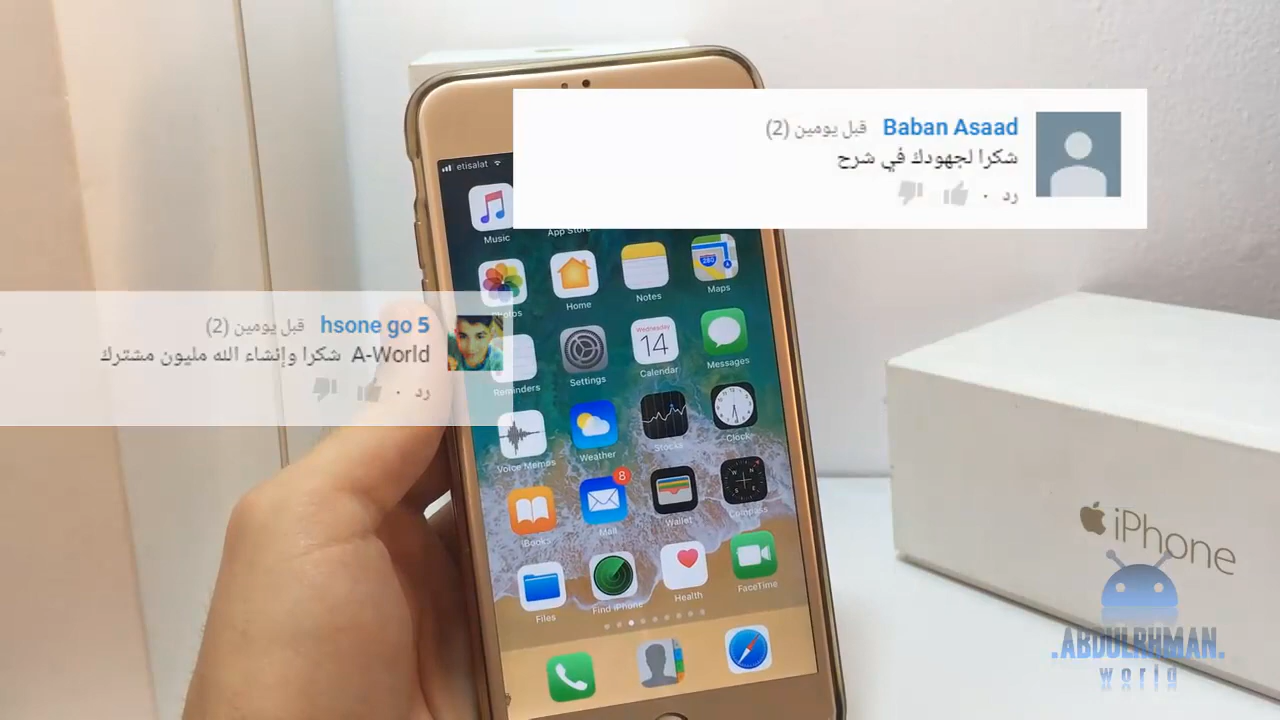 Baban Asaad قبل يومين (2)
شكرا لجهودك في شرح
رد
etisalat
Music
App Store
Photos
Home
Notes
Maps
hsone go 5 قبل يومين (2)
A-World شكرا وإنشاء الله مليون مشترك
رد
Reminders
Settings
Wednesday
14
Calendar
Messages
280
Voice Memos
Weather
Stocks
Clock
8
iBooks
Mail
Wallet
Compass
Files
Find iPhone
Health
FaceTime
iPhone
.ABDULRHMAN.
world